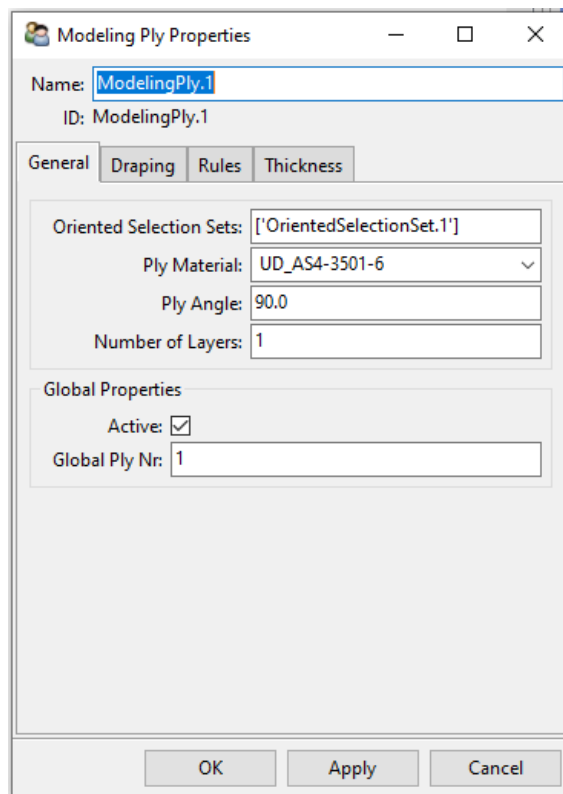 Modeling Ply Properties
Name: ModelingPly.1
ID: ModelingPly.1
General Draping Rules Thickness
Oriented Selection Sets: ['OrientedSelectionSet.1']
Ply Material: UD_AS4-3501-6
Ply Angle: 90.0
Number of Layers: 1
Global Properties
Active:
Global Ply Nr: 1
OK Apply Cancel